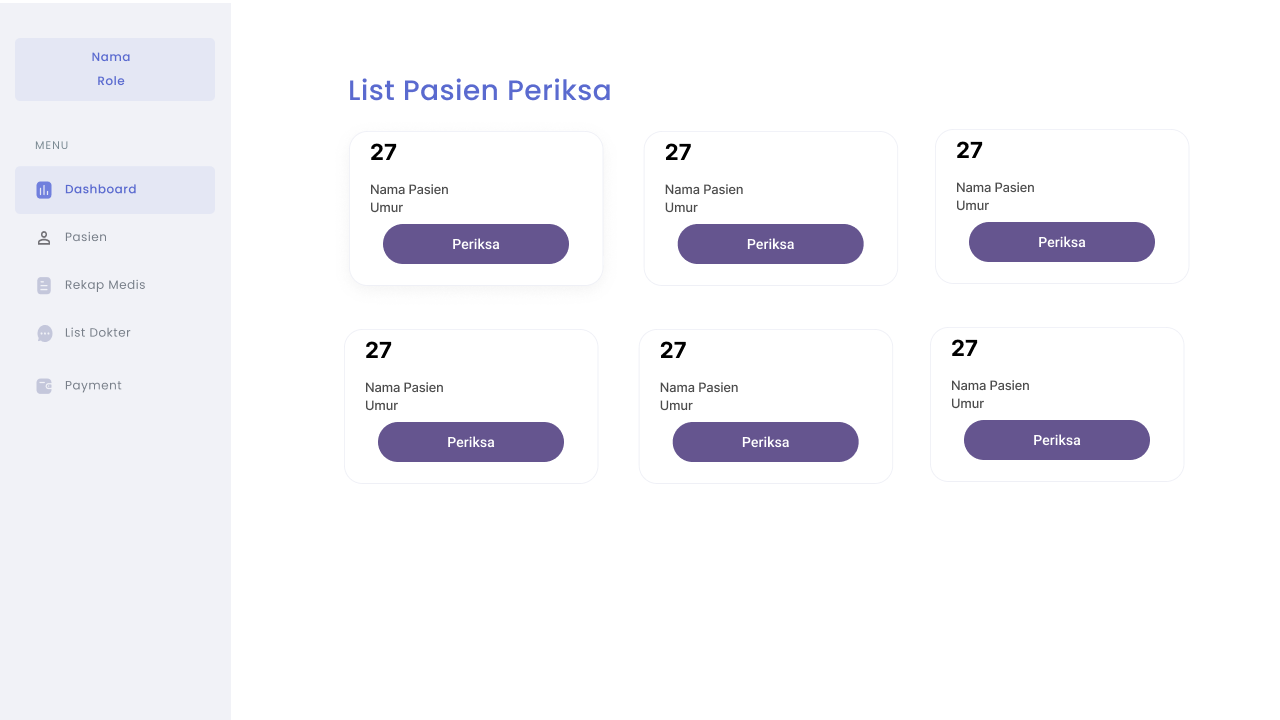 Nama
Role
MENU
Dashboard
Pasien
Rekap Medis
List Dokter
Payment
List Pasien Periksa
27
Nama Pasien
Umur
Periksa
27
Nama Pasien
Umur
Periksa
27
Nama Pasien
Umur
Periksa
27
Nama Pasien
Umur
Periksa
27
Nama Pasien
Umur
Periksa
27
Nama Pasien
Umur
Periksa